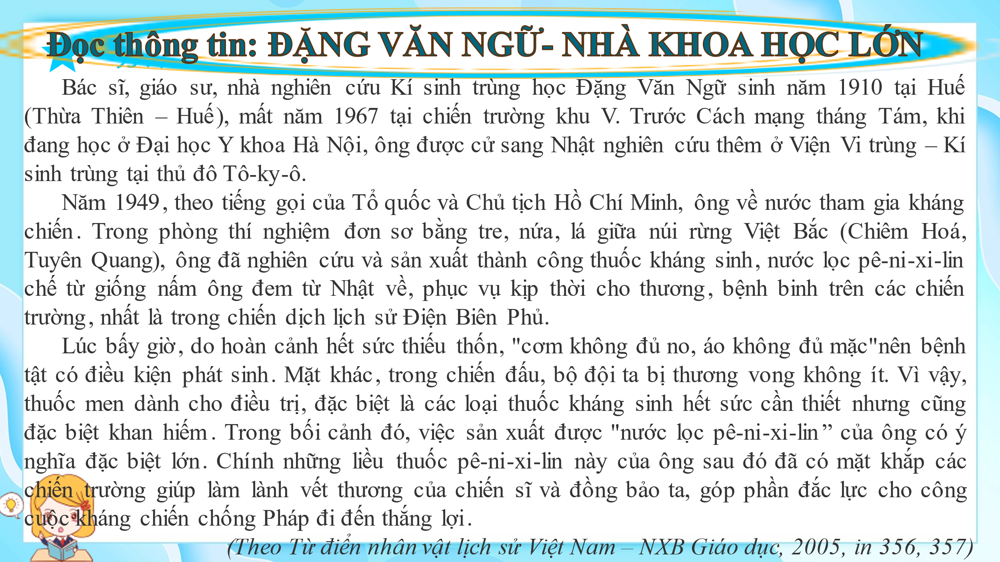 Đọc thông tin: ĐẶNG VĂN NGỮ- NHÀ KHOA HỌC LỚN
Bác sĩ, giáo sư, nhà nghiên cứu Kí sinh trùng học Đặng Văn Ngữ sinh năm 1910 tại Huế
(Thừa Thiên – Huế), mất năm 1967 tại chiến trường khu V. Trước Cách mạng tháng Tám, khi
đang học ở Đại học Y khoa Hà Nội, ông được cử sang Nhật nghiên cứu thêm ở Viện Vi trùng – Kí
sinh trùng tại thủ đô Tô-ky-ô.
Năm 1949, theo tiếng gọi của Tổ quốc và Chủ tịch Hồ Chí Minh, ông về nước tham gia kháng
chiến. Trong phòng thí nghiệm đơn sơ bằng tre, nứa, lá giữa núi rừng Việt Bắc (Chiêm Hoá,
Tuyên Quang), ông đã nghiên cứu và sản xuất thành công thuốc kháng sinh, nước lọc pê-ni-xi-lin
chế từ giống nấm ông đem từ Nhật về, phục vụ kịp thời cho thương, bệnh binh trên các chiến
trường, nhất là trong chiến dịch lịch sử Điện Biên Phủ.
Lúc bấy giờ, do hoàn cảnh hết sức thiếu thốn, "cơm không đủ no, áo không đủ mặc"nên bệnh
tật có điều kiện phát sinh. Mặt khác, trong chiến đấu, bộ đội ta bị thương vong không ít. Vì vậy,
thuốc men dành cho điều trị, đặc biệt là các loại thuốc kháng sinh hết sức cần thiết nhưng cũng
đặc biệt khan hiếm. Trong bối cảnh đó, việc sản xuất được "nước lọc pê-ni-xi-lin” của ông có ý
nghĩa đặc biệt lớn. Chính những liều thuốc pê-ni-xi-lin này của ông sau đó đã có mặt khắp các
chiến trường giúp làm lành vết thương của chiến sĩ và đồng bảo ta, góp phần đắc lực cho công
cuộc kháng chiến chống Pháp đi đến thắng lợi.
(Theo Từ điển nhân vật lịch sử Việt Nam – NXB Giáo dục, 2005, in 356, 357)